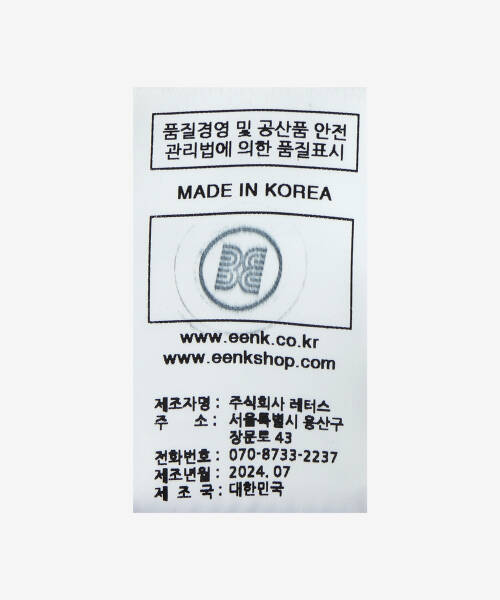 품질경영 및 공산품 안전
관리법에 의한 품질표시
MADE IN KOREA
www.eenk.co.kr
www.eenkshop.com
제조자명 : 주식회사 레터스
주 소 : 서울특별시 용산구
장문로 43
전화번호 : 070-8733-2237
제조년월 : 2024. 07
제 조 국 : 대한민국